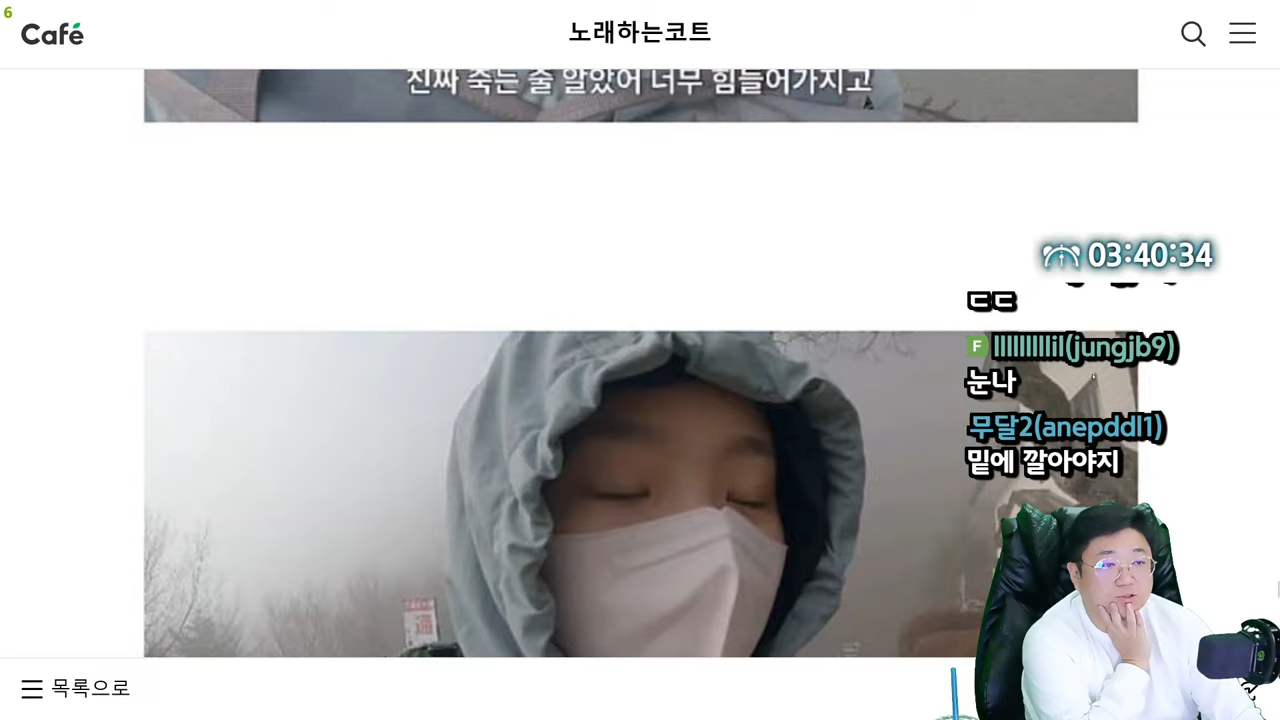 6
Café
노래하는코트
진짜 죽는 줄 알았어 너무 힘들어가지고
03:40:34
ㄷㄷ
F lllllllllil(jungjb9)
눈나
무달2(anepddl1)
밑에 깔아야지
목록으로